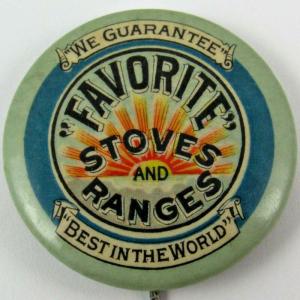 "WE GUARANTEE"
"FAVORITE"
STOVES
AND
RANGES
"BEST IN THE WORLD"